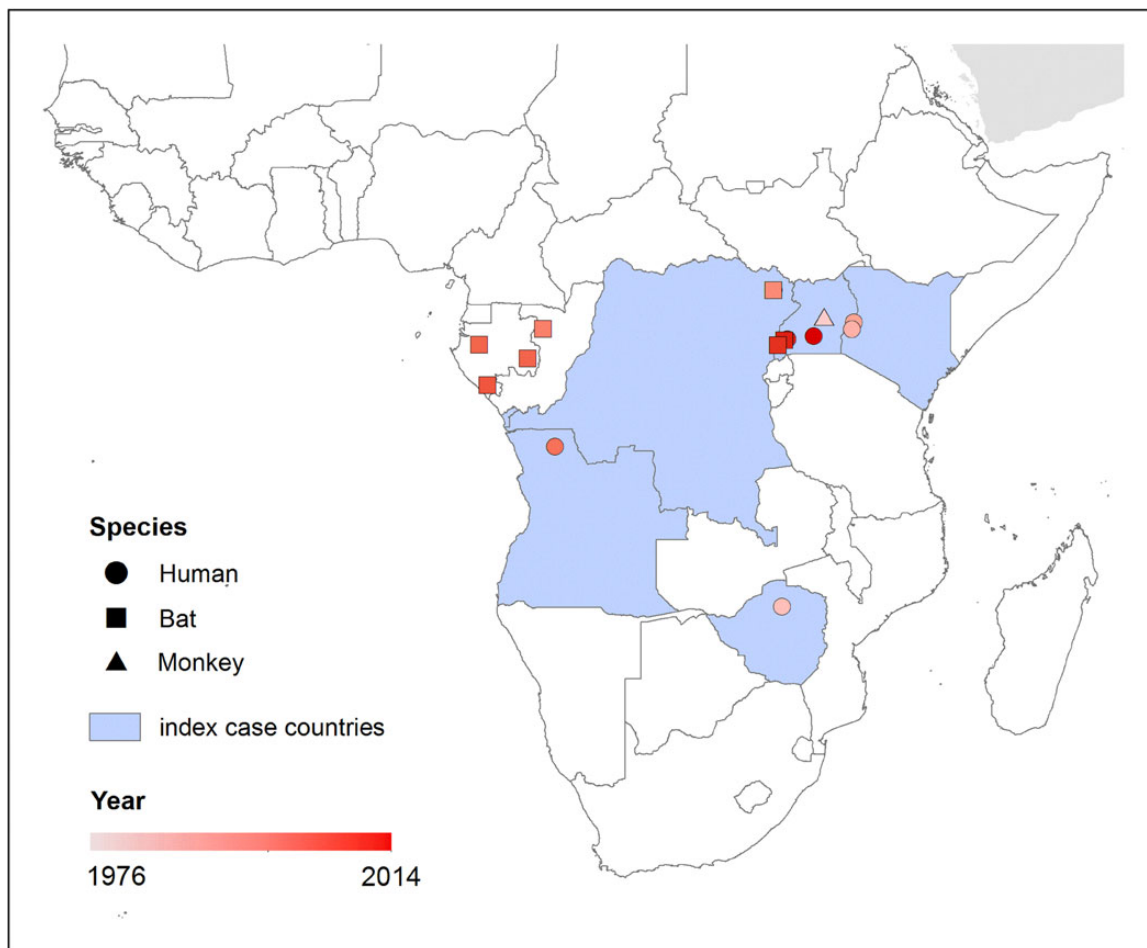 Species
Human
Bat
Monkey
index case countries
Year
1976
2014